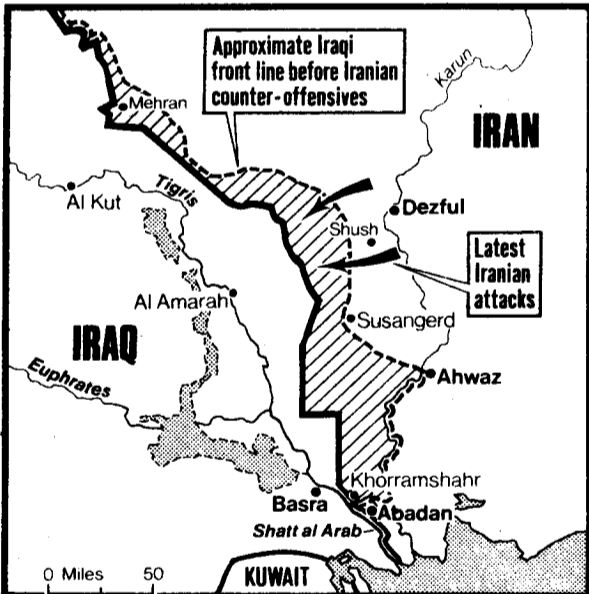 Approximate Iraqi
front line before Iranian
counter-offensives
Karun
IRAN
Mehran
Tigris
Al Kut
Dezful
Shush
Latest
Iranian
attacks
Al Amarah
Susangerd
IRAQ
Euphrates
Ahwaz
Khorramshahr
Basra
Abadan
Shatt al Arab
0 Miles 50
KUWAIT